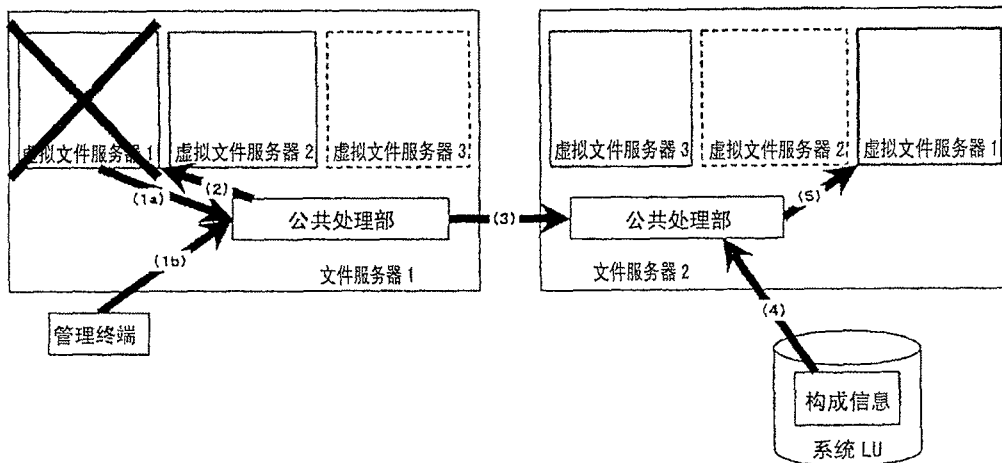 虚拟文件服务器 1
虚拟文件服务器 2
虚拟文件服务器 3
(1a)
(2)
公共处理部
(1b)
文件服务器 1
管理终端
(3)
虚拟文件服务器 3
虚拟文件服务器 2
虚拟文件服务器 1
(5)
公共处理部
文件服务器 2
(4)
构成信息
系统 LU